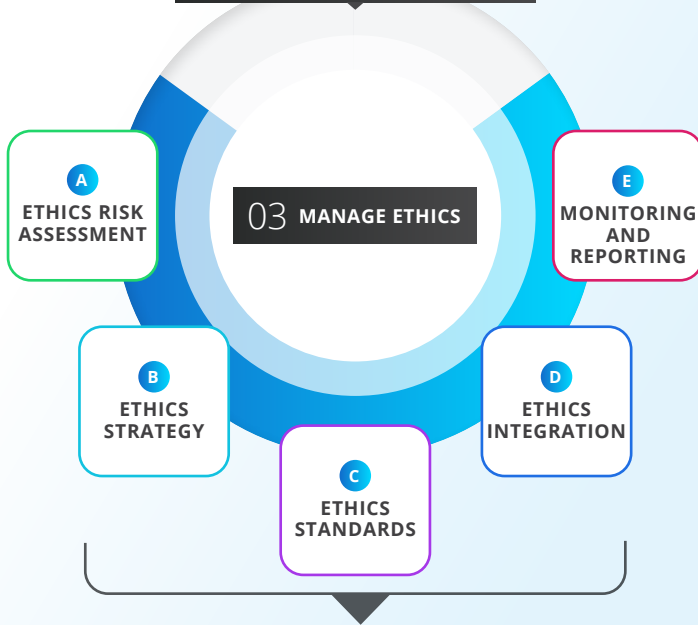 03 MANAGE ETHICS
A
ETHICS RISK
ASSESSMENT
B
ETHICS
STRATEGY
C
ETHICS
STANDARDS
D
ETHICS
INTEGRATION
E
MONITORING
AND
REPORTING